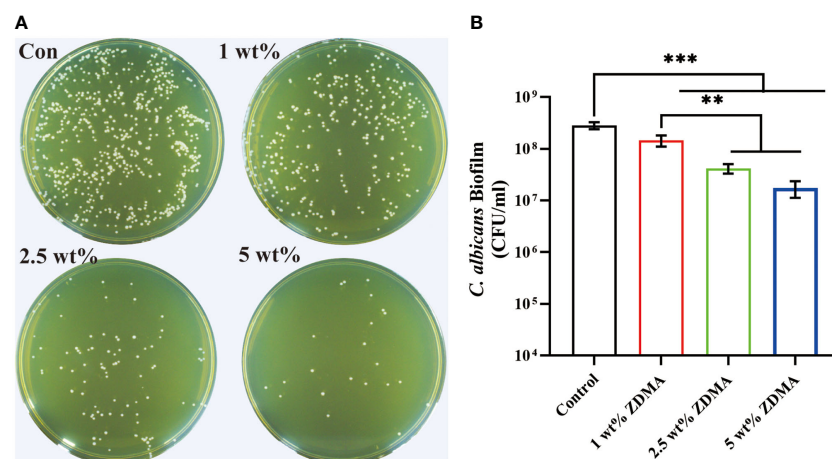 A
Con
1 wt%
2.5 wt%
5 wt%
B
***
**
10⁹
10⁸
10⁷
10⁶
10⁵
10⁴
C. albicans Biofilm
(CFU/ml)
Control
1 wt% ZDMA
2.5 wt% ZDMA
5 wt% ZDMA